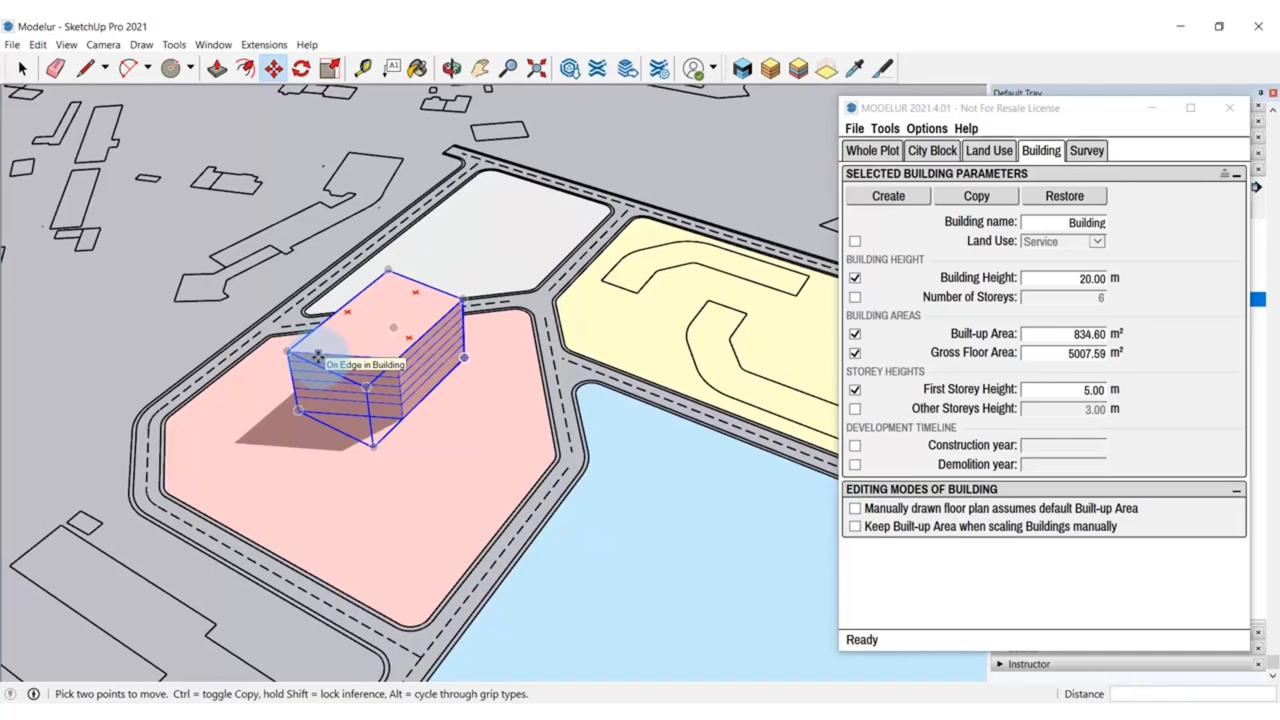 Modelur - SketchUp Pro 2021
File Edit View Camera Draw Tools Window Extensions Help
A1
Default Tray
MODELUR 2021.4.01 - Not For Resale License
File Tools Options Help
Whole Plot City Block Land Use Building Survey
SELECTED BUILDING PARAMETERS
Create Copy Restore
Building name: Building
Land Use: Service
BUILDING HEIGHT
Building Height: 20.00 m
Number of Storeys: 6
BUILDING AREAS
Built-up Area: 834.60 m²
Gross Floor Area: 5007.59 m²
STOREY HEIGHTS
First Storey Height: 5.00 m
Other Storeys Height: 3.00 m
DEVELOPMENT TIMELINE
Construction year:
Demolition year:
EDITING MODES OF BUILDING
Manually drawn floor plan assumes default Built-up Area
Keep Built-up Area when scaling Buildings manually
Ready
On Edge in Building
Instructor
Pick two points to move. Ctrl = toggle Copy, hold Shift = lock inference, Alt = cycle through grip types.
Distance